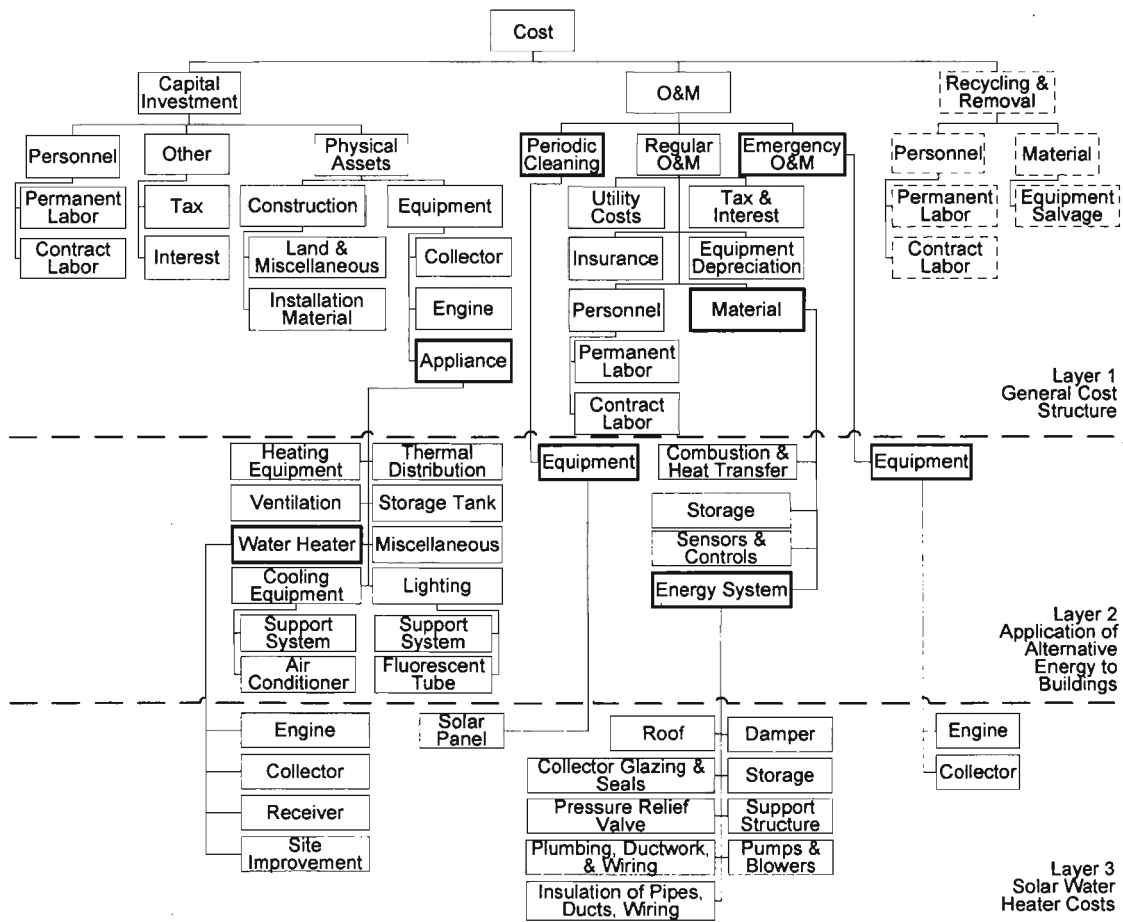 Cost
Capital
Investment
O&M
Recycling &
Removal
Personnel
Other
Physical
Assets
Periodic
Cleaning
Regular
O&M
Emergency
O&M
Personnel
Material
Permanent
Labor
Tax
Construction
Equipment
Utility
Costs
Tax &
Interest
Permanent
Labor
Equipment
Salvage
Contract
Labor
Interest
Land &
Miscellaneous
Collector
Insurance
Equipment
Depreciation
Contract
Labor
Installation
Material
Engine
Personnel
Material
Appliance
Permanent
Labor
Contract
Labor
Layer 1
General Cost
Structure
Heating
Equipment
Thermal
Distribution
Equipment
Combustion &
Heat Transfer
Equipment
Ventilation
Storage Tank
Storage
Water Heater
Miscellaneous
Sensors &
Controls
Cooling
Equipment
Lighting
Energy System
Support
System
Support
System
Air
Conditioner
Fluorescent
Tube
Layer 2
Application of
Alternative
Energy to
Buildings
Engine
Solar
Panel
Roof
Damper
Engine
Collector
Collector Glazing &
Seals
Storage
Collector
Receiver
Pressure Relief
Valve
Support
Structure
Site
Improvement
Plumbing, Ductwork,
& Wiring
Pumps &
Blowers
Insulation of Pipes,
Ducts, Wiring
Layer 3
Solar Water
Heater Costs